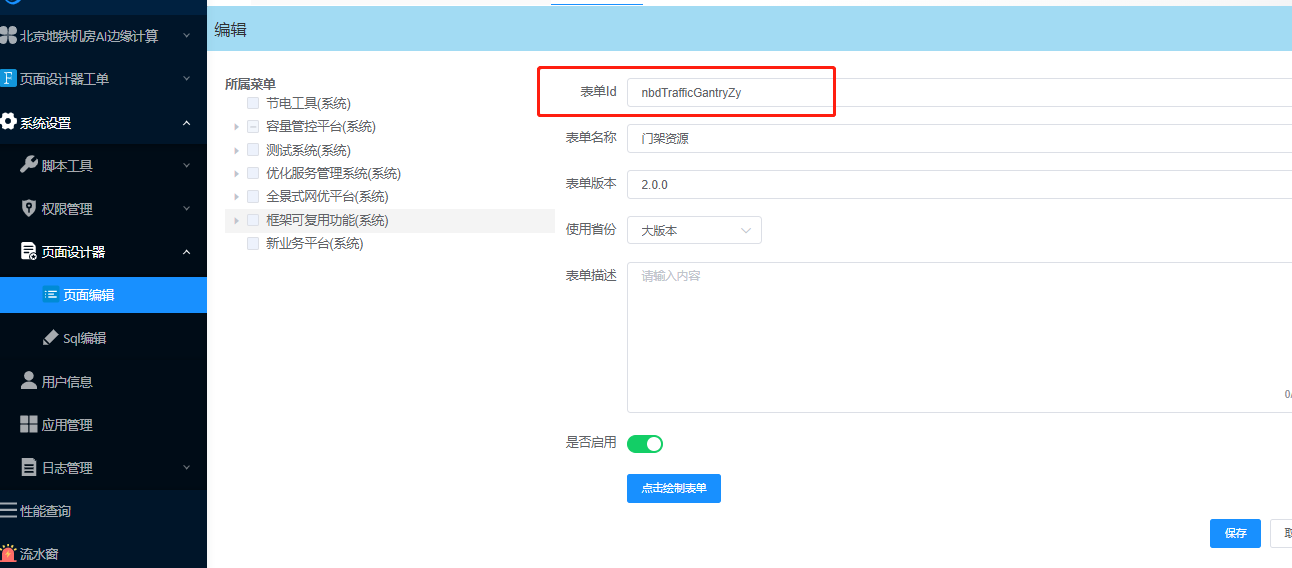 北京地铁机房AI边缘计算
页面设计器工单
系统设置
脚本工具
权限管理
页面设计器
页面编辑
Sql编辑
用户信息
应用管理
日志管理
性能查询
流水窗
编辑
所属菜单
节电工具(系统)
容量管控平台(系统)
测试系统(系统)
优化服务管理系统(系统)
全景式网优平台(系统)
框架可复用功能(系统)
新业务平台(系统)
表单Id
nbdTrafficGantryZy
表单名称
门架资源
表单版本
2.0.0
使用省份
大版本
表单描述
请输入内容
0/
是否启用
点击绘制表单
保存
取